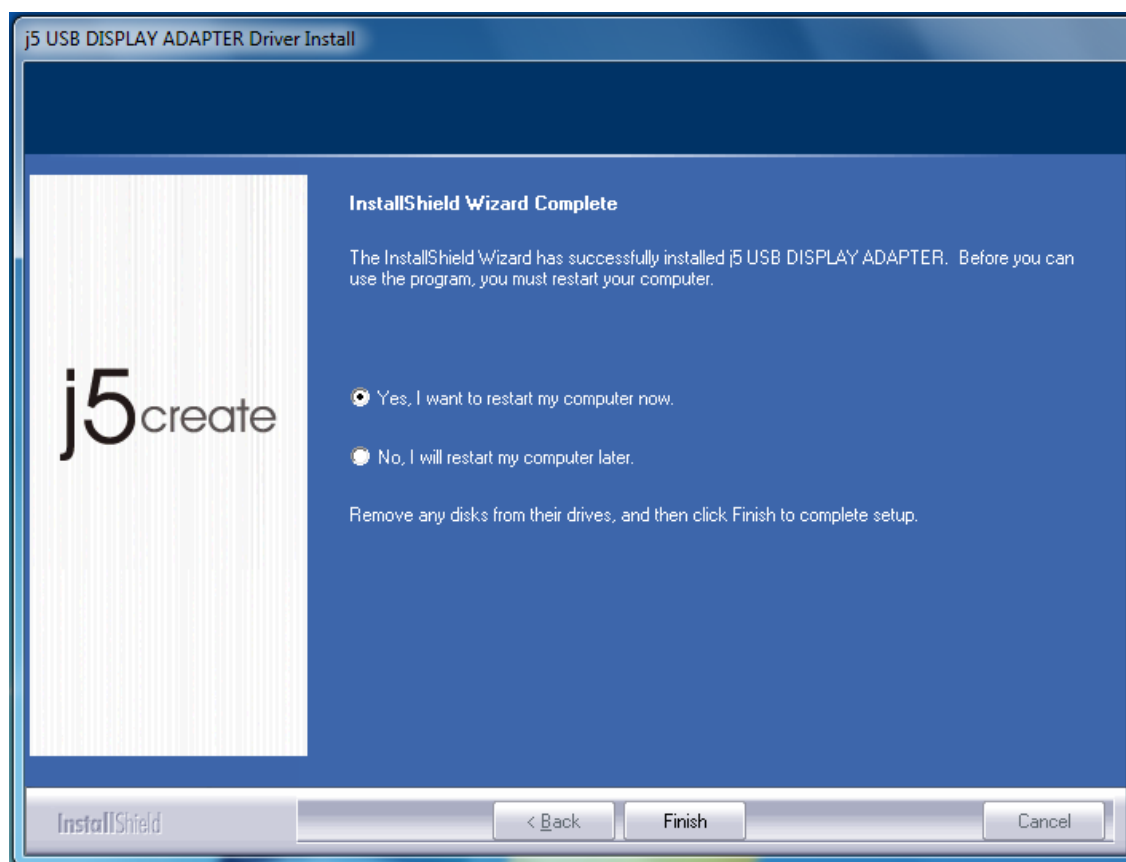 j5 USB DISPLAY ADAPTER Driver Install
InstallShield Wizard Complete
The InstallShield Wizard has successfully installed j5 USB DISPLAY ADAPTER.  Before you can
use the program, you must restart your computer.
j5create
Yes, I want to restart my computer now.
No, I will restart my computer later.
Remove any disks from their drives, and then click Finish to complete setup.
InstallShield
< Back
Finish
Cancel